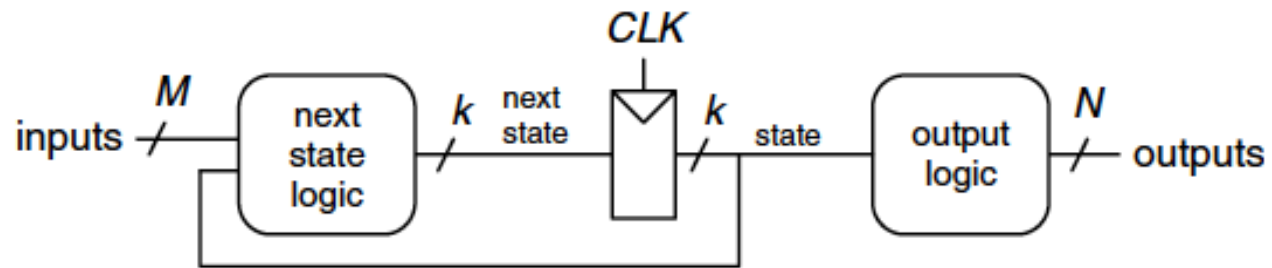 CLK
M
next
state
logic
k
next
state
k
state
output
logic
N
inputs
outputs